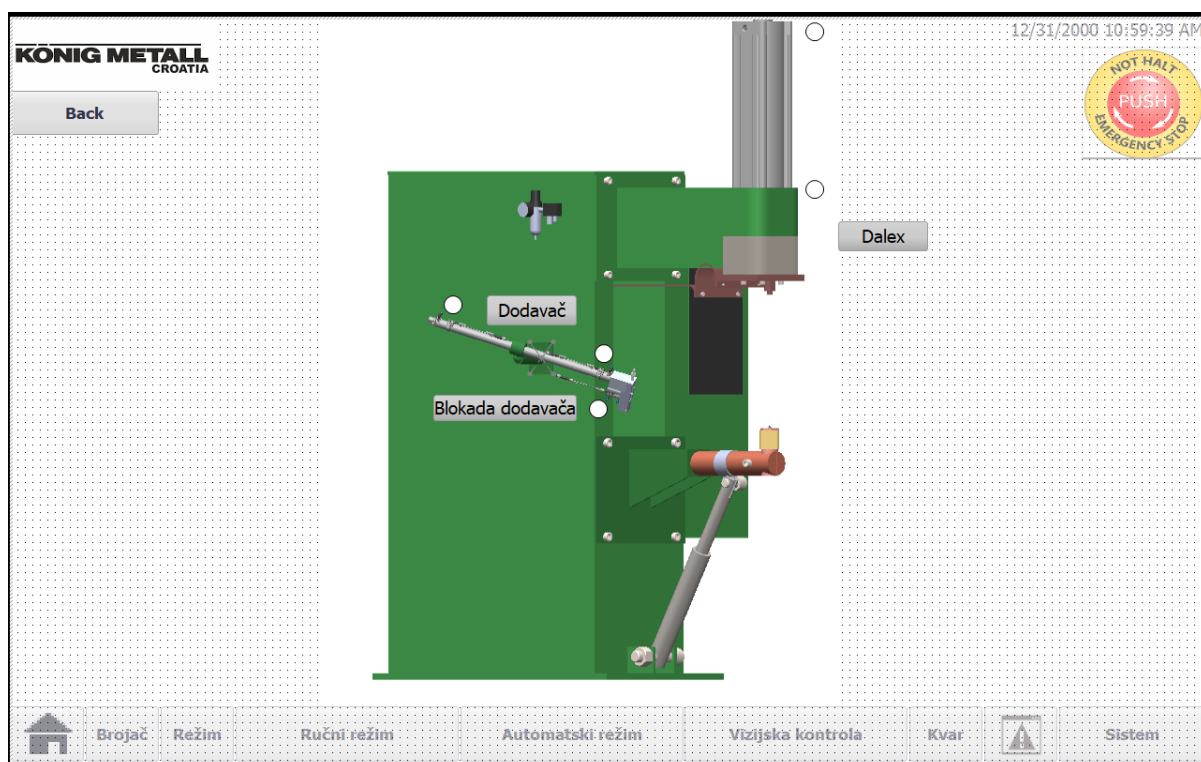 12/31/2000 10:59:39 AM
KÖNIG METALL
CROATIA
NOT HALT
PUSH
EMERGENCY STOP
Back
Dalex
Dodavač
Blokada dodavača
Brojač
Režim
Ručni režim
Automatski režim
Vizijska kontrola
Kvar
Sistem